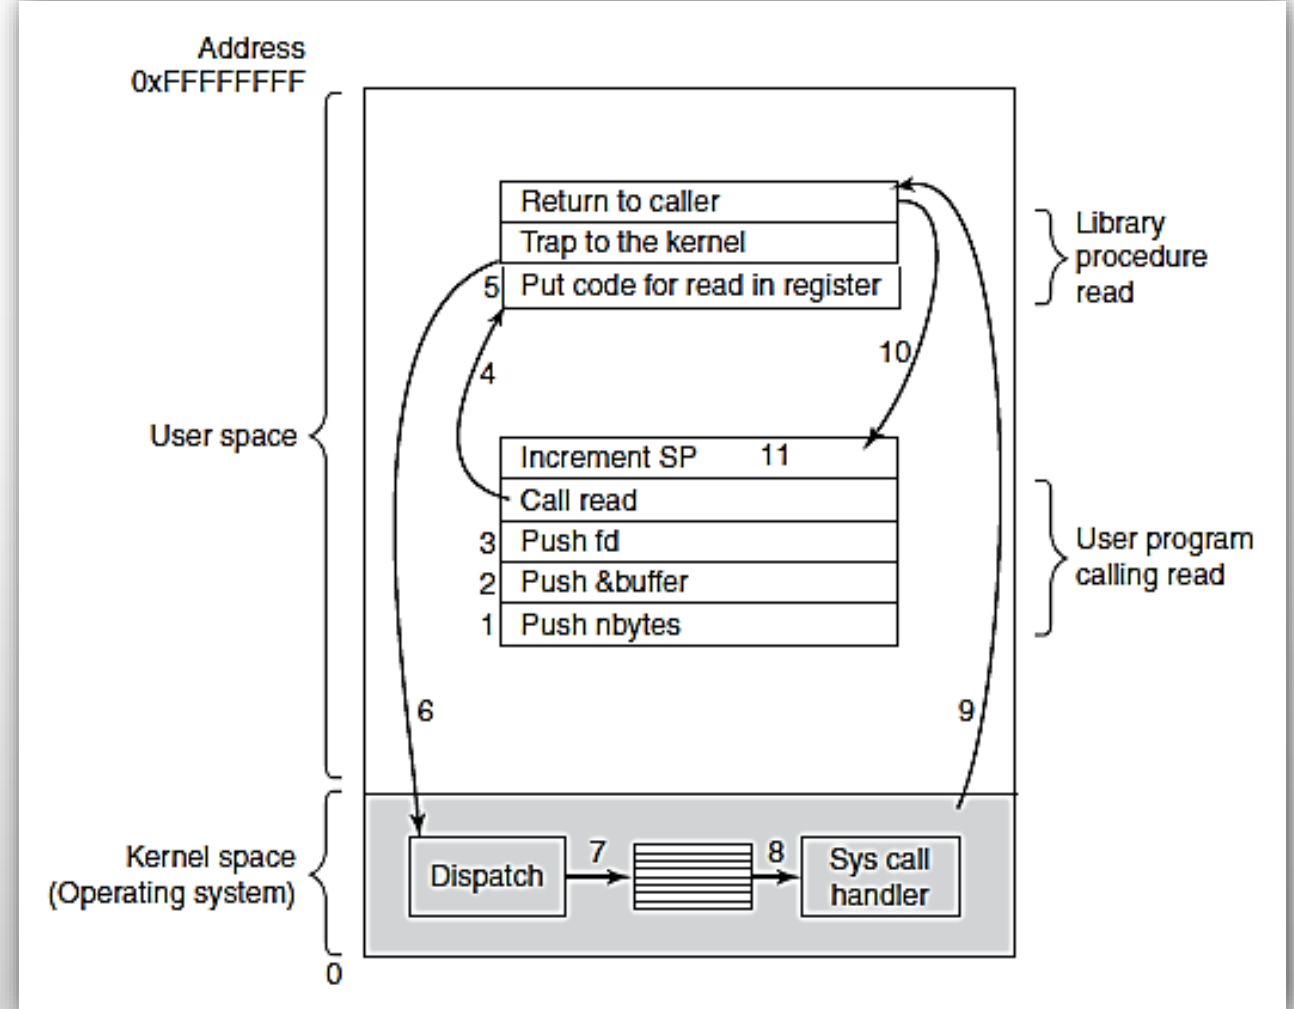 Address
0xFFFFFFFF
Return to caller
Trap to the kernel
5 Put code for read in register
Library
procedure
read
4
10
User space
Increment SP 11
Call read
3 Push fd
2 Push &buffer
1 Push nbytes
User program
calling read
6
9
Kernel space
(Operating system)
Dispatch
7
8
Sys call
handler
0